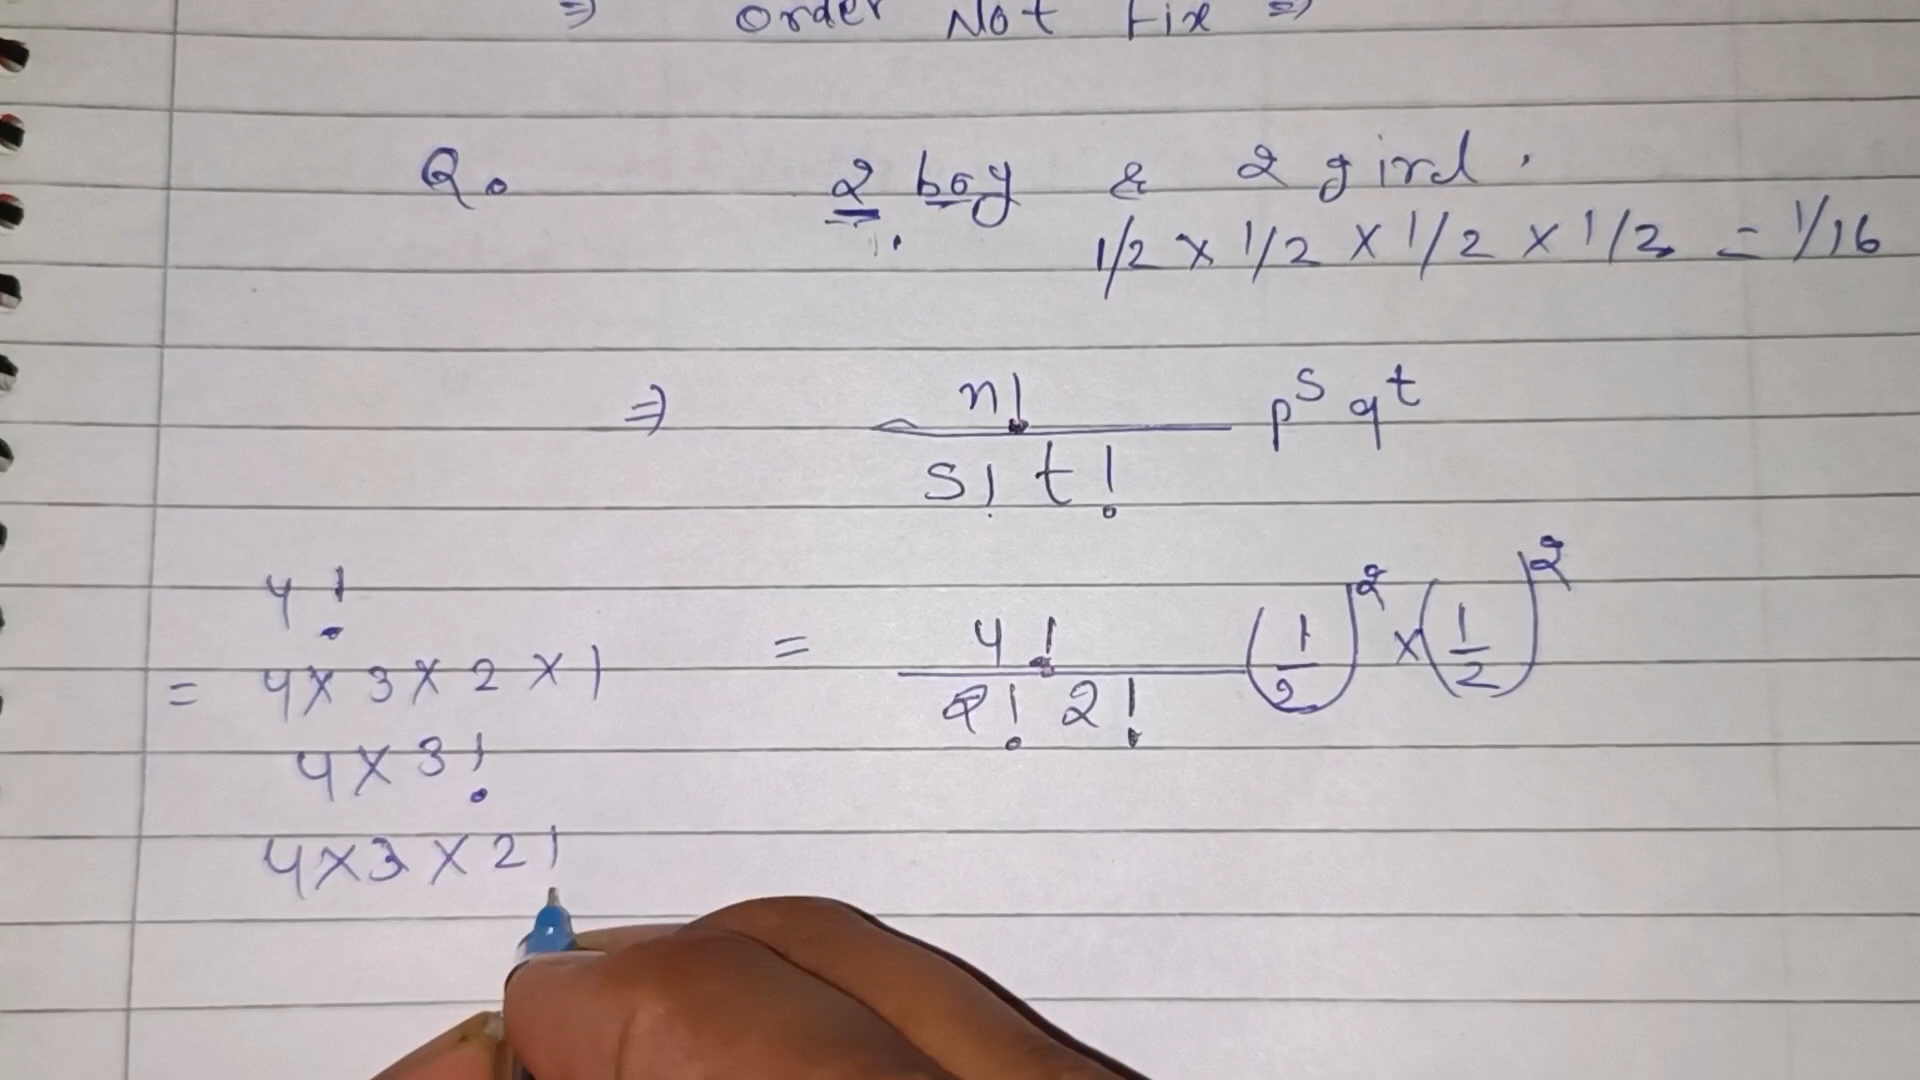 ⇒ Order Not Fix ⇒
Q. 2 boy & 2 girl.
1/2 × 1/2 × 1/2 × 1/2 = 1/16
⇒ n! / s! t! p^s q^t
4! = 4! / 2! 2! (1/2)^2 × (1/2)^2
= 4 × 3 × 2 × 1
4 × 3!
4 × 3 × 2!